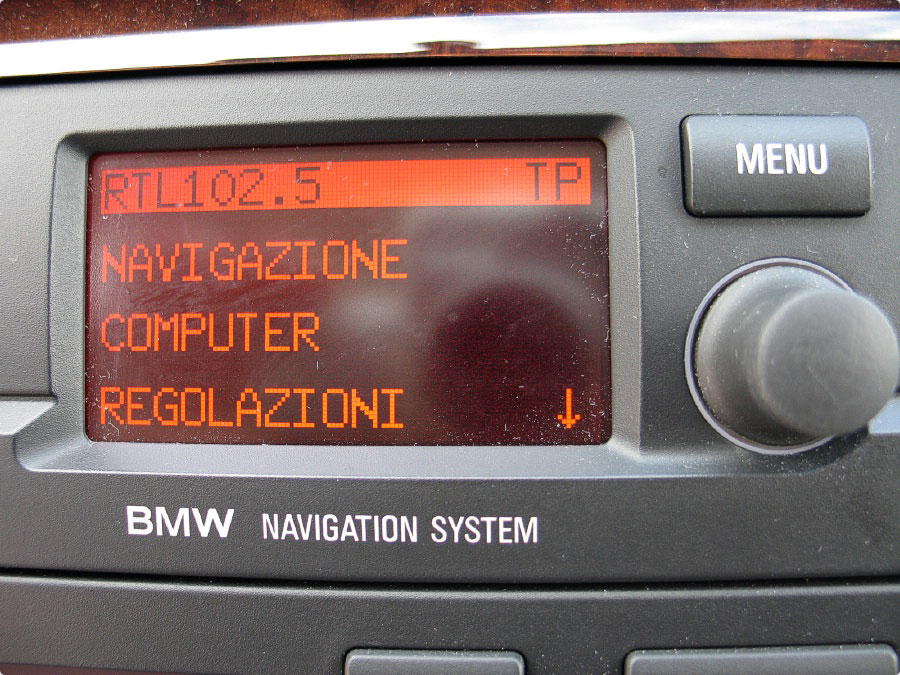 RTL102.5 TP
NAVIGAZIONE
COMPUTER
REGOLAZIONI ↓
MENU
BMW NAVIGATION SYSTEM